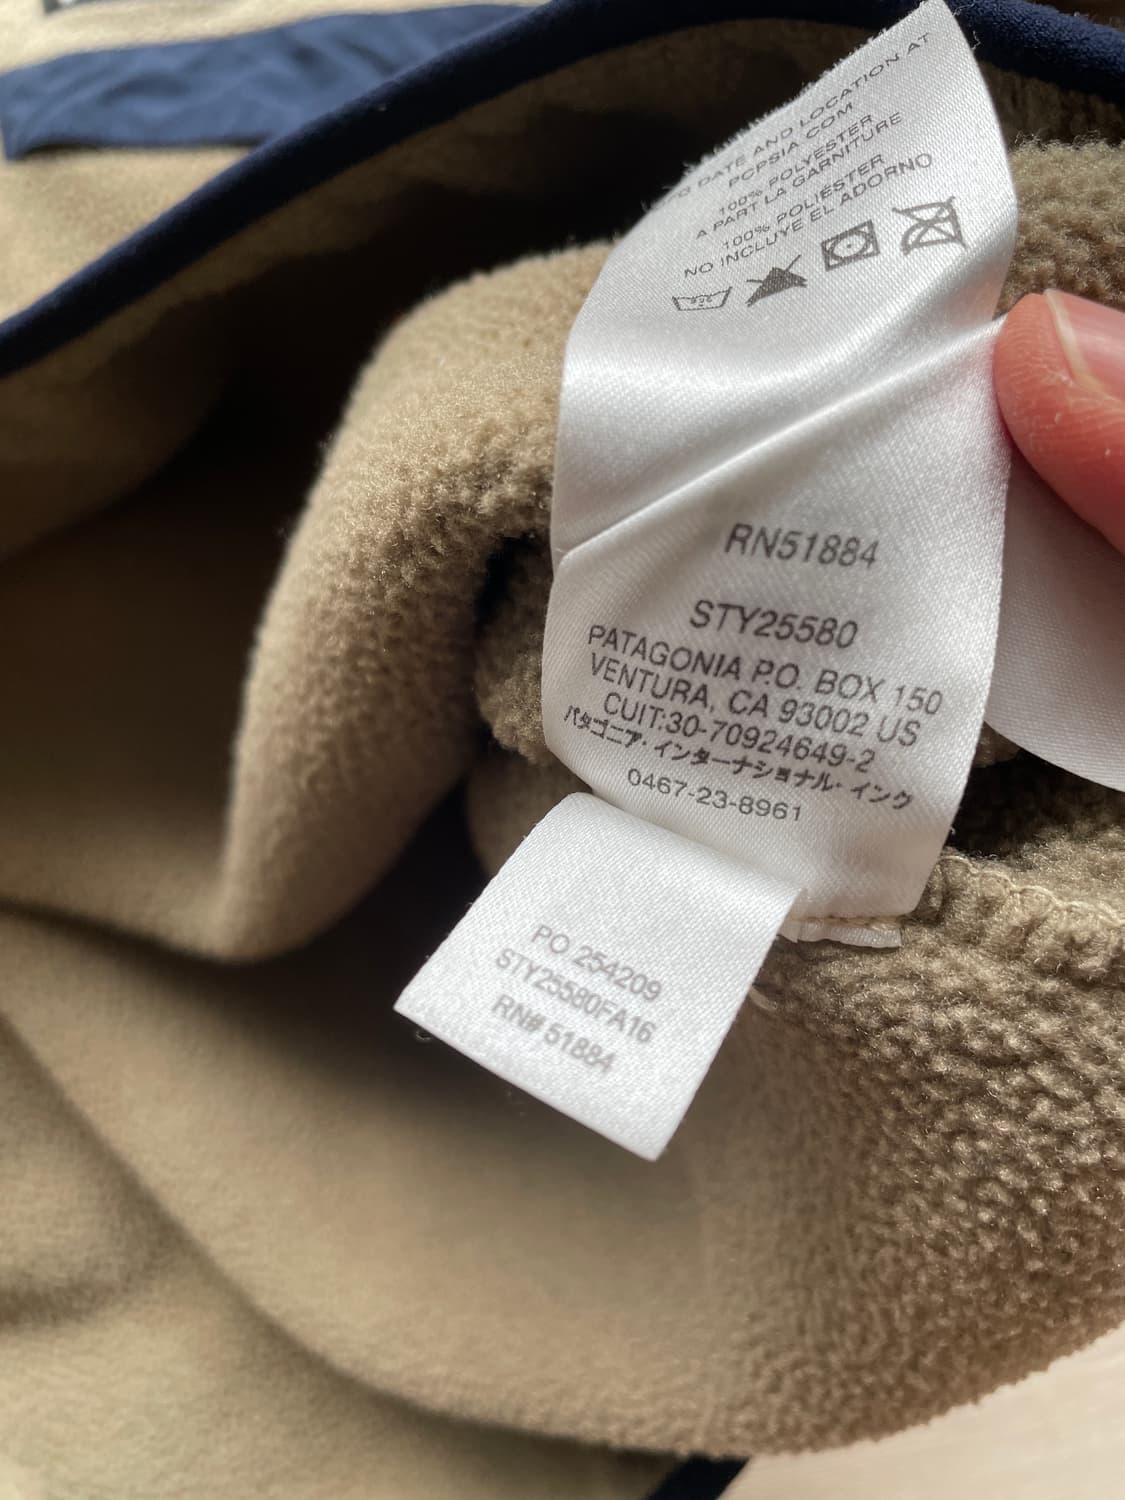 DATE AND LOCATION AT
PCPSIA.COM
100% POLYESTER
A PART LA GARNITURE
100% POLIÉSTER
NO INCLUYE EL ADORNO
RN51884
STY25580
PATAGONIA P.O. BOX 150
VENTURA, CA 93002 US
CUIT:30-70924649-2
パタゴニア・インターナショナル・インク
0467-23-8961
PO 254209
STY25580FA16
RN# 51884